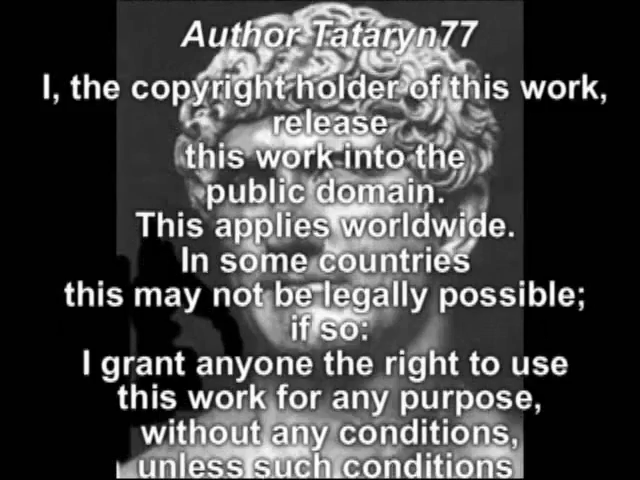 Author Tataryn77
I, the copyright holder of this work,
release
this work into the
public domain.
This applies worldwide.
In some countries
this may not be legally possible;
if so:
I grant anyone the right to use
this work for any purpose,
without any conditions,
unless such conditions